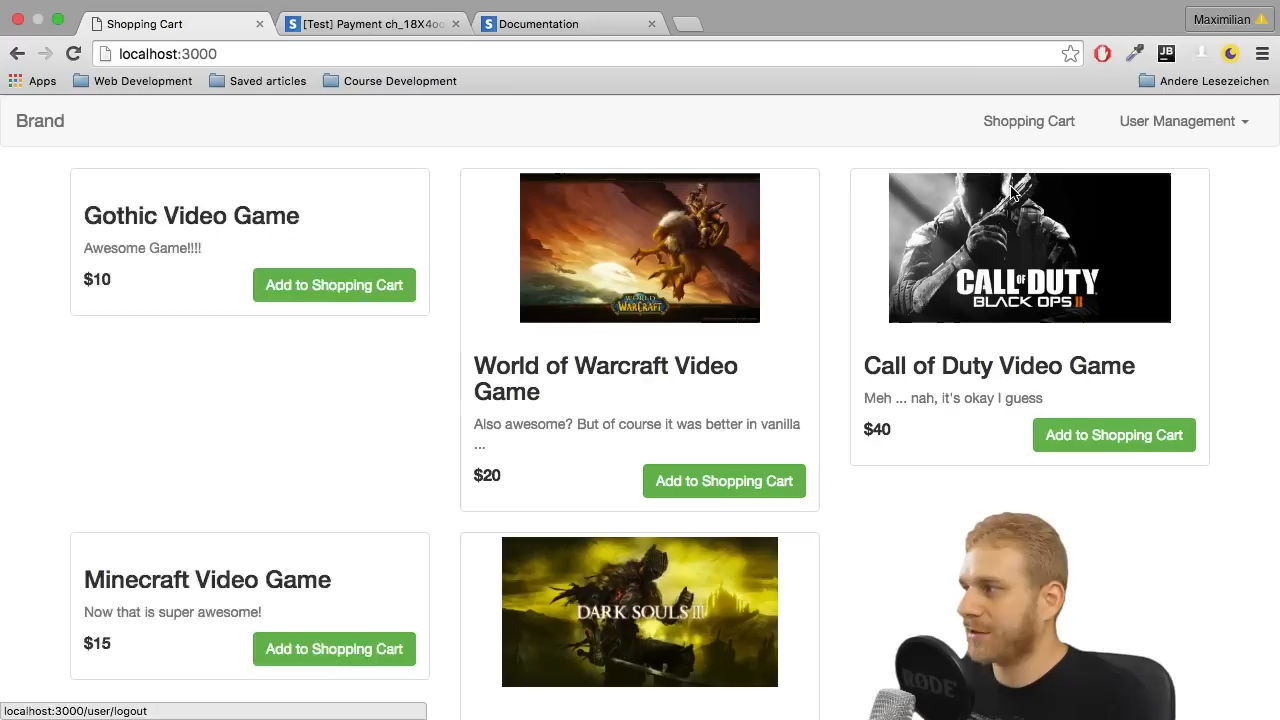 Shopping Cart
[Test] Payment ch_18X4oc
Documentation
Maximilian
localhost:3000
JB
Apps
Web Development
Saved articles
Course Development
Andere Lesezeichen
Brand
Shopping Cart
User Management
Gothic Video Game
Awesome Game!!!!
$10
Add to Shopping Cart
WORLD
OF
WARCRAFT
World of Warcraft Video
Game
Also awesome? But of course it was better in vanilla
...
$20
Add to Shopping Cart
CALL OF DUTY
BLACK OPS II
Call of Duty Video Game
Meh ... nah, it's okay I guess
$40
Add to Shopping Cart
Minecraft Video Game
Now that is super awesome!
$15
Add to Shopping Cart
DARK SOULS III
RØDE
localhost:3000/user/logout